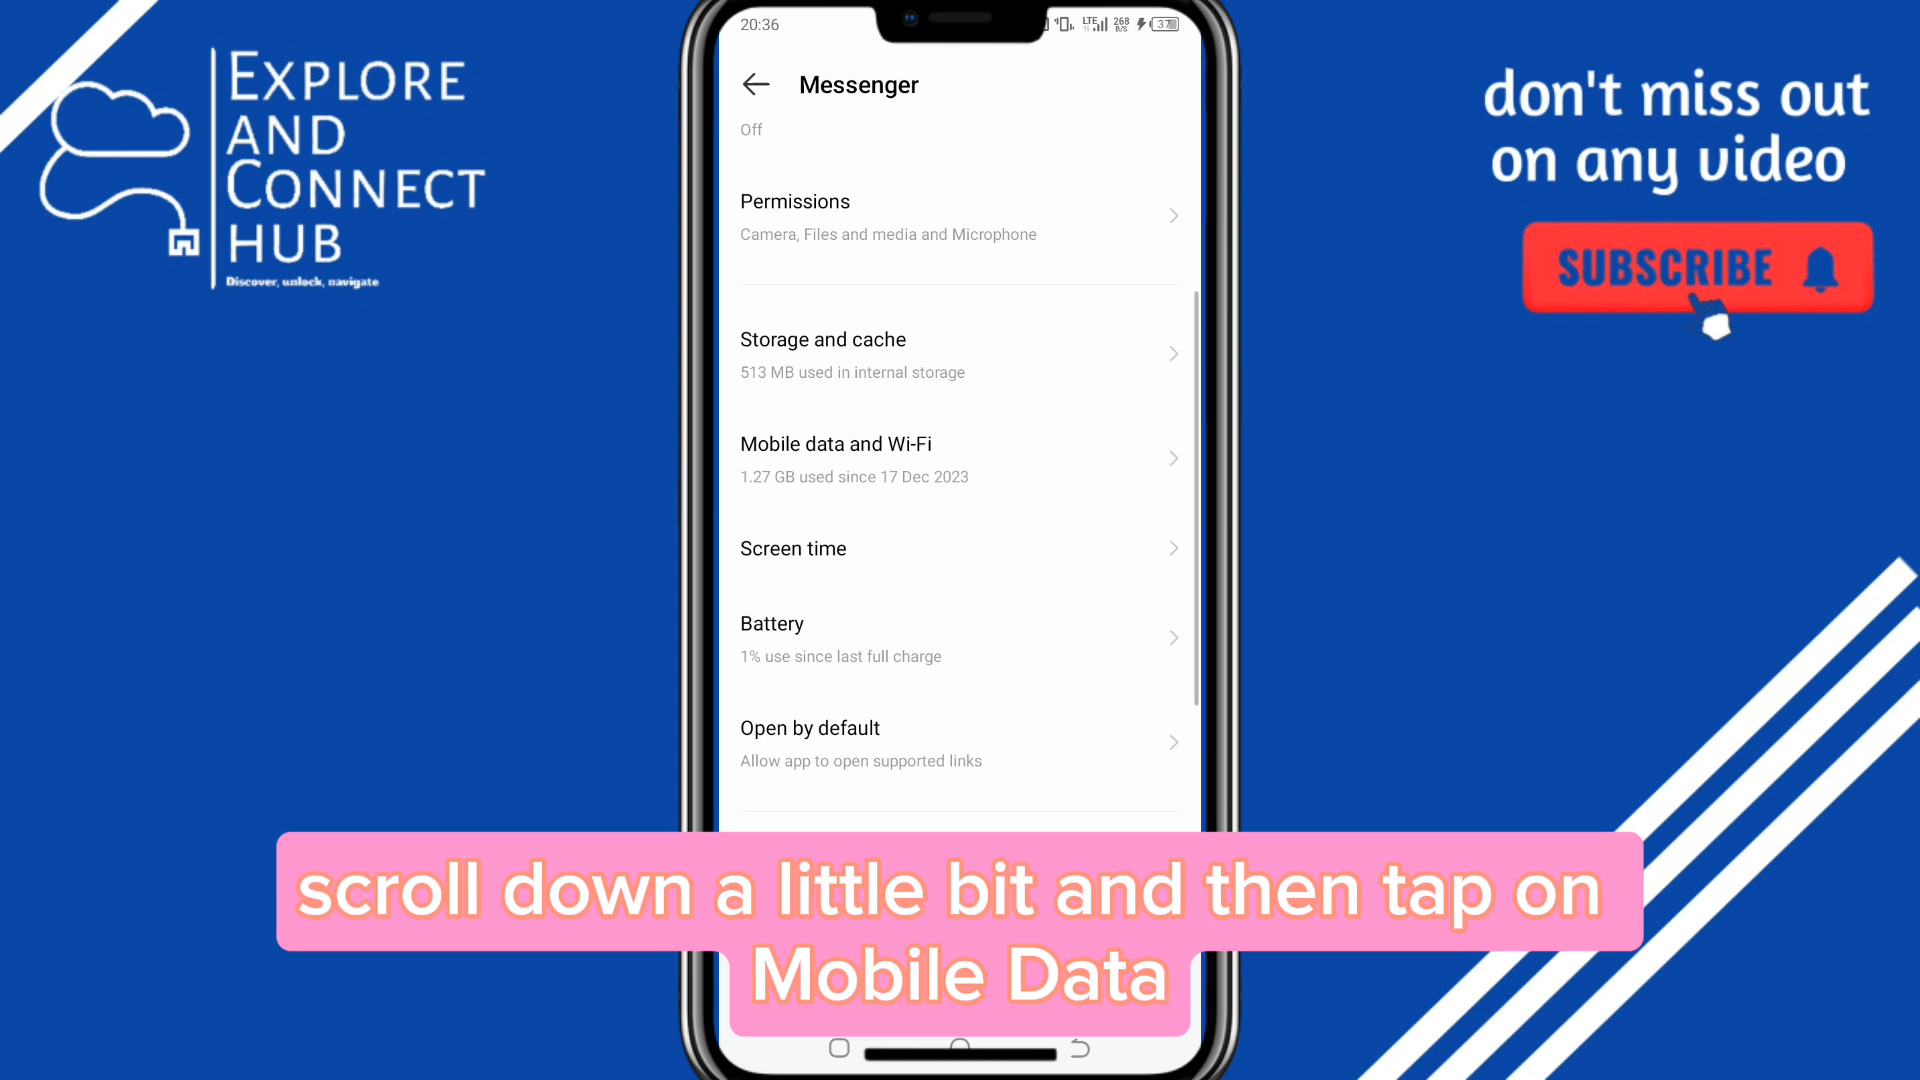 EXPLORE
AND
CONNECT
HUB
Discover, unlock, navigate
20:36
LTE
268
B/S
37
Messenger
Off
Permissions
Camera, Files and media and Microphone
Storage and cache
513 MB used in internal storage
Mobile data and Wi-Fi
1.27 GB used since 17 Dec 2023
Screen time
Battery
1% use since last full charge
Open by default
Allow app to open supported links
don't miss out
on any video
SUBSCRIBE
scroll down a little bit and then tap on
Mobile Data